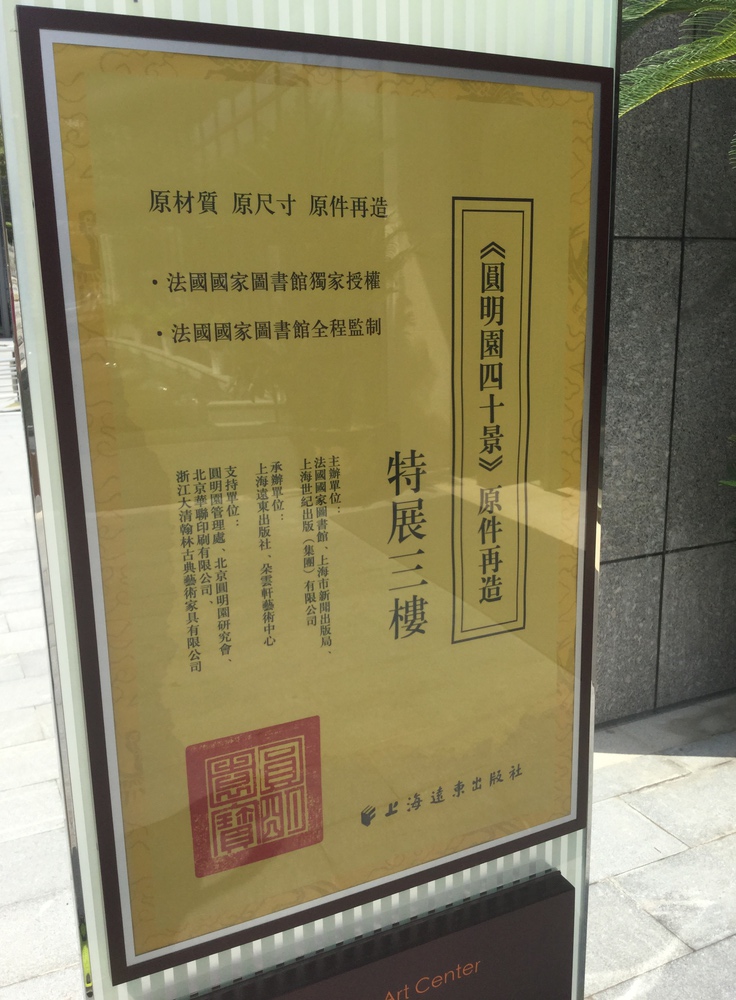 原材質 原尺寸 原件再造
・法國國家圖書館獨家授權
・法國國家圖書館全程監制
《圓明園四十景》原件再造
特展三樓
主辦單位：
法國國家圖書館、上海市新聞出版局、
上海世紀出版（集團）有限公司
承辦單位：
上海遠東出版社、朵雲軒藝術中心
支持單位：
圓明園管理處、北京圓明園研究會、
北京華聯印刷有限公司、
浙江大清翰林古典藝術家具有限公司
上海遠東出版社
Art Center